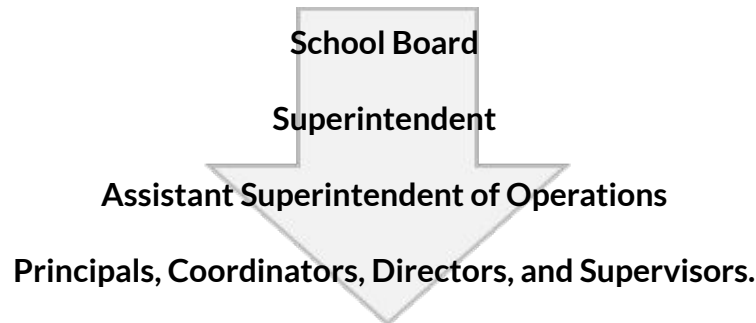 School Board
Superintendent
Assistant Superintendent of Operations
Principals, Coordinators, Directors, and Supervisors.